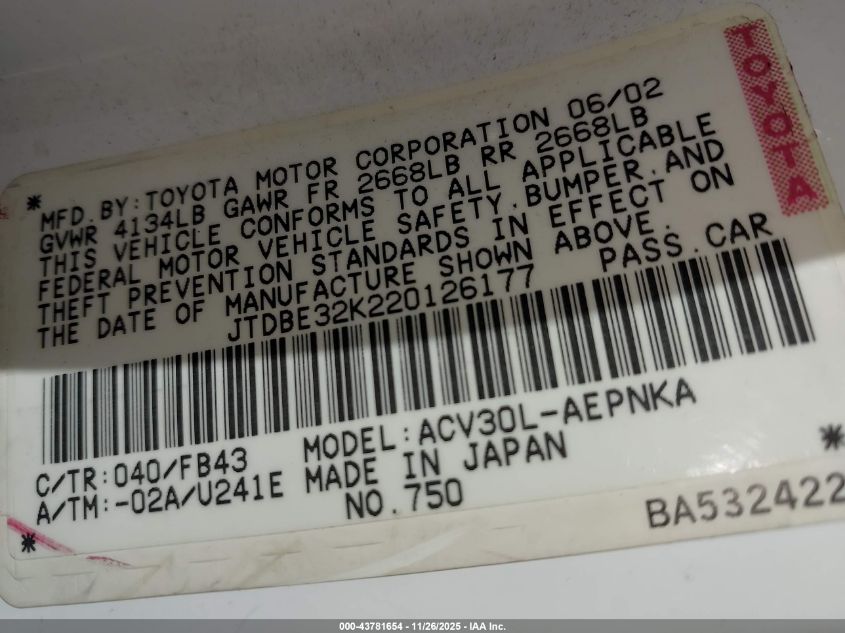 MFD. BY: TOYOTA MOTOR CORPORATION 06/02
GVWR 4134LB GAWR FR 2668LB RR 2668LB
THIS VEHICLE CONFORMS TO ALL APPLICABLE
FEDERAL MOTOR VEHICLE SAFETY, BUMPER, AND
THEFT PREVENTION STANDARDS IN EFFECT ON
THE DATE OF MANUFACTURE SHOWN ABOVE.
JTDBE32K220126177 PASS. CAR
TOYOTA
C/TR: 040/FB43 MODEL: ACV30L-AEPNKA
A/TM: -02A/U241E MADE IN JAPAN
NO. 750
BA532422
000-43781654 - 11/26/2025 - IAA Inc.